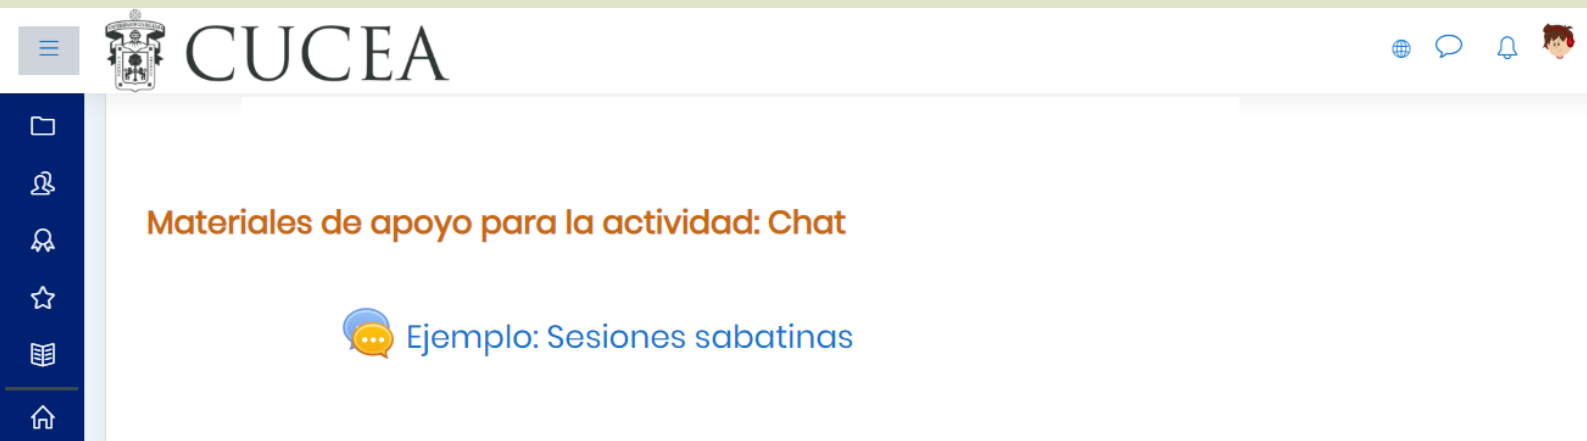 CUCEA
Materiales de apoyo para la actividad: Chat
Ejemplo: Sesiones sabatinas